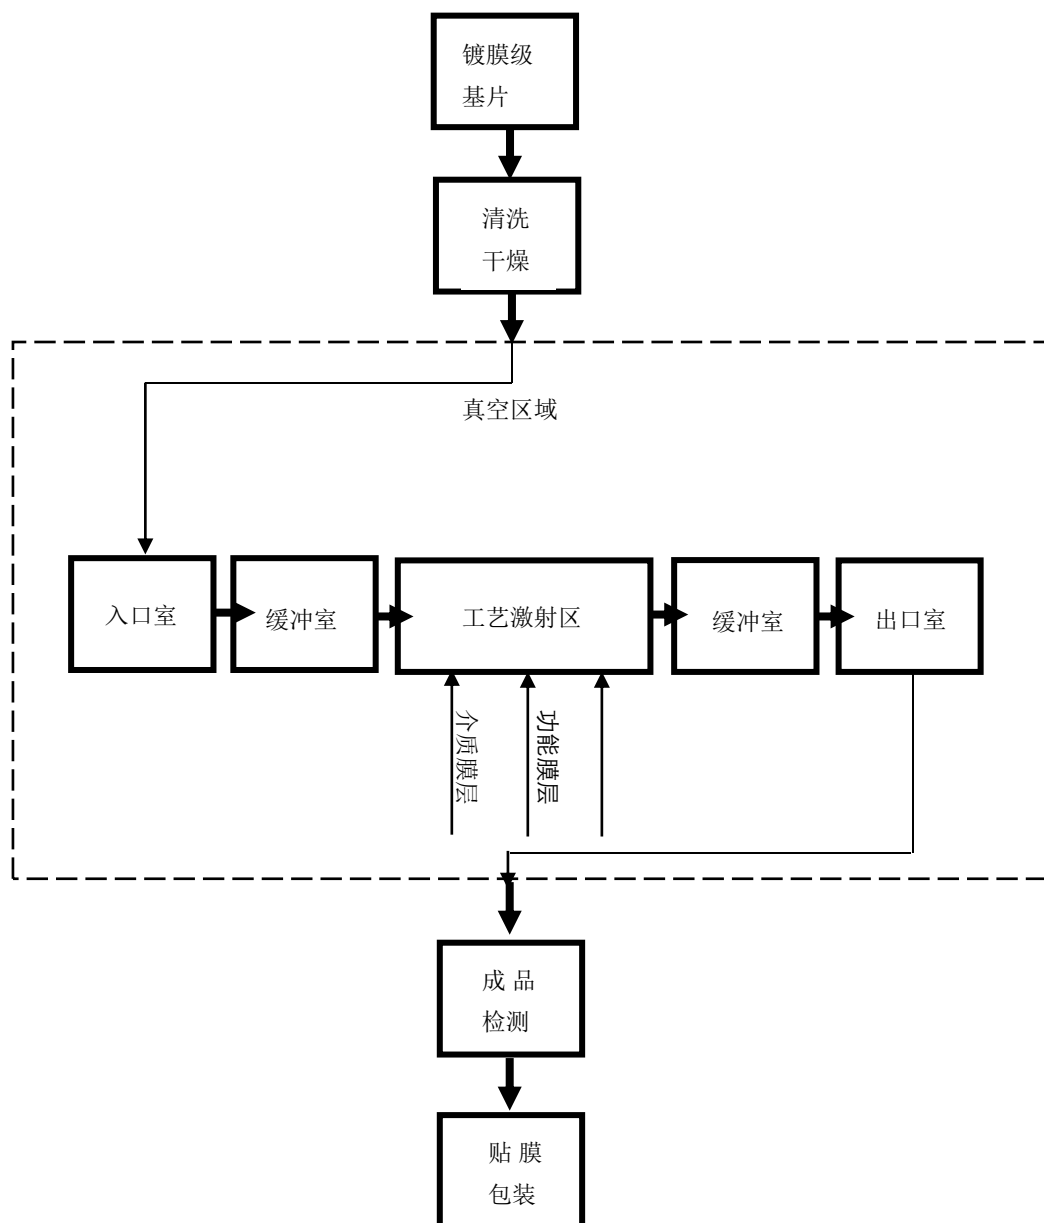 镀膜级
基片
清洗
干燥
真空区域
入口室
缓冲室
工艺激射区
缓冲室
出口室
介质膜层
功能膜层
成 品
检测
贴 膜
包装